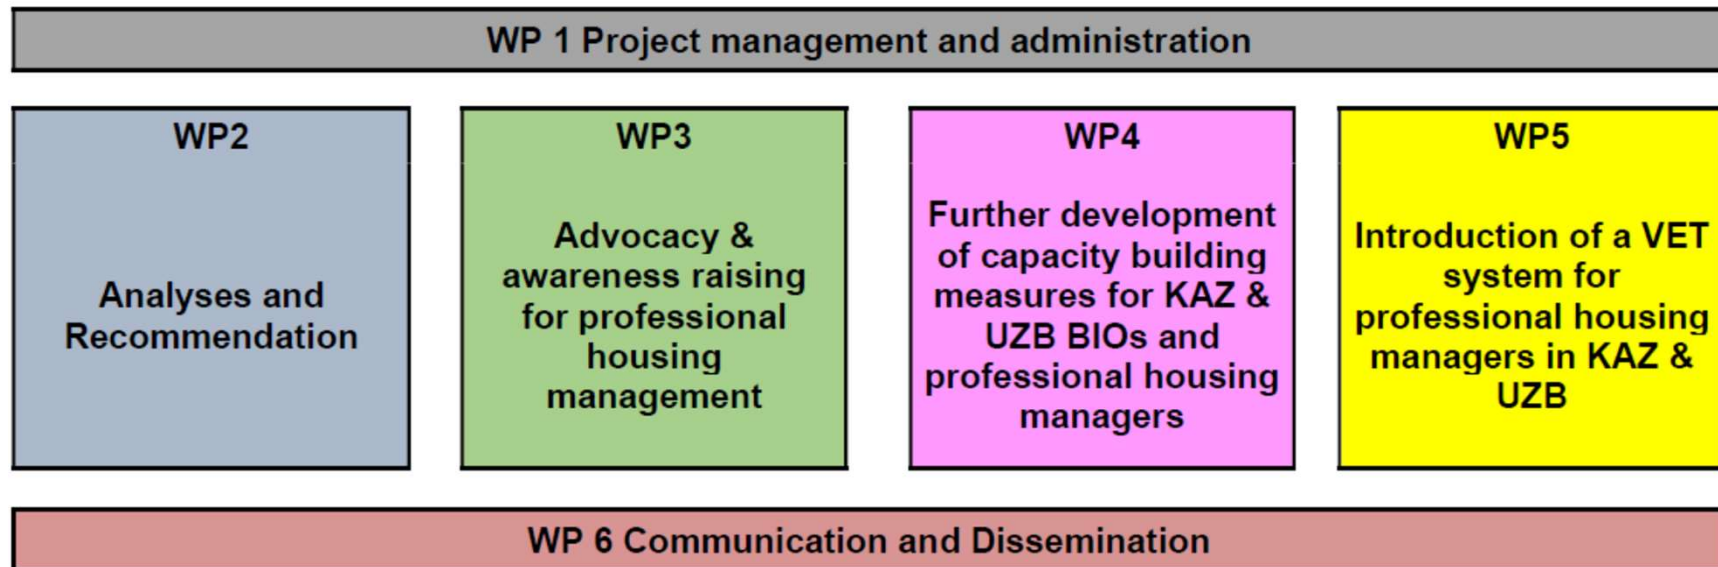 WP 1 Project management and administration
WP2
Analyses and
Recommendation
WP3
Advocacy &
awareness raising
for professional
housing
management
WP4
Further development
of capacity building
measures for KAZ &
UZB BIOs and
professional housing
managers
WP5
Introduction of a VET
system for
professional housing
managers in KAZ &
UZB
WP 6 Communication and Dissemination